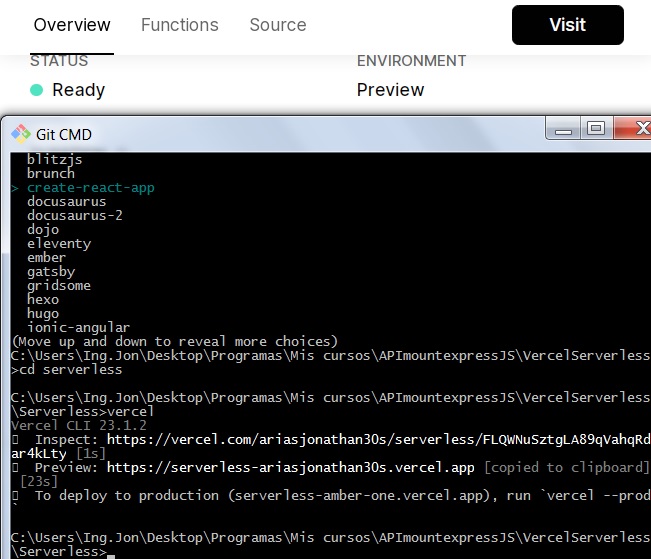 Overview Functions Source Visit
STATUS ENVIRONMENT
Ready Preview
Git CMD
blitzjs
brunch
> create-react-app
docusaurus
docusaurus-2
dojo
eleventy
ember
gatsby
gridsome
hexo
hugo
ionic-angular
(Move up and down to reveal more choices)
C:\Users\Ing.Jon\Desktop\Programas\Mis cursos\APImountexpressJS\VercelServerless
>cd serverless
C:\Users\Ing.Jon\Desktop\Programas\Mis cursos\APImountexpressJS\VercelServerless
\Serverless>vercel
Vercel CLI 23.1.2
Inspect: https://vercel.com/ariasjonathan30s/serverless/FLQWNuSztgLA89qVahqRd
ar4kLty [1s]
Preview: https://serverless-ariasjonathan30s.vercel.app [copied to clipboard]
[23s]
To deploy to production (serverless-amber-one.vercel.app), run `vercel --prod
`
C:\Users\Ing.Jon\Desktop\Programas\Mis cursos\APImountexpressJS\VercelServerless
\Serverless>